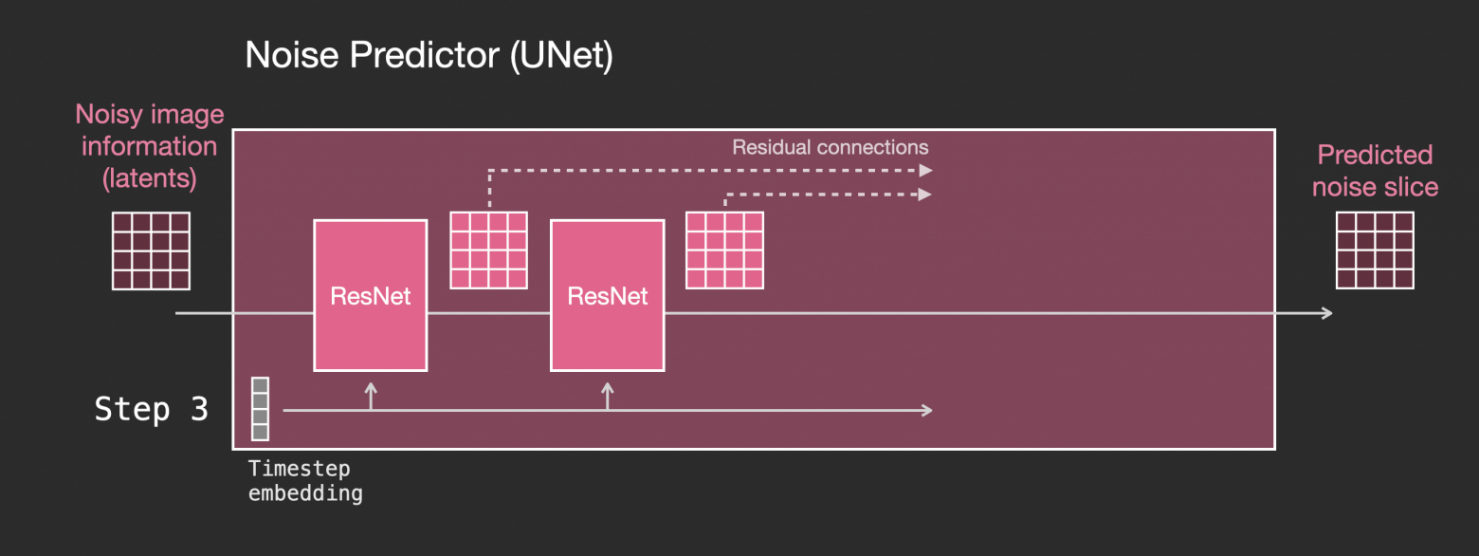 Noise Predictor (UNet)
Noisy image
information
(latents)
Residual connections
Predicted
noise slice
ResNet
ResNet
Step 3
Timestep
embedding